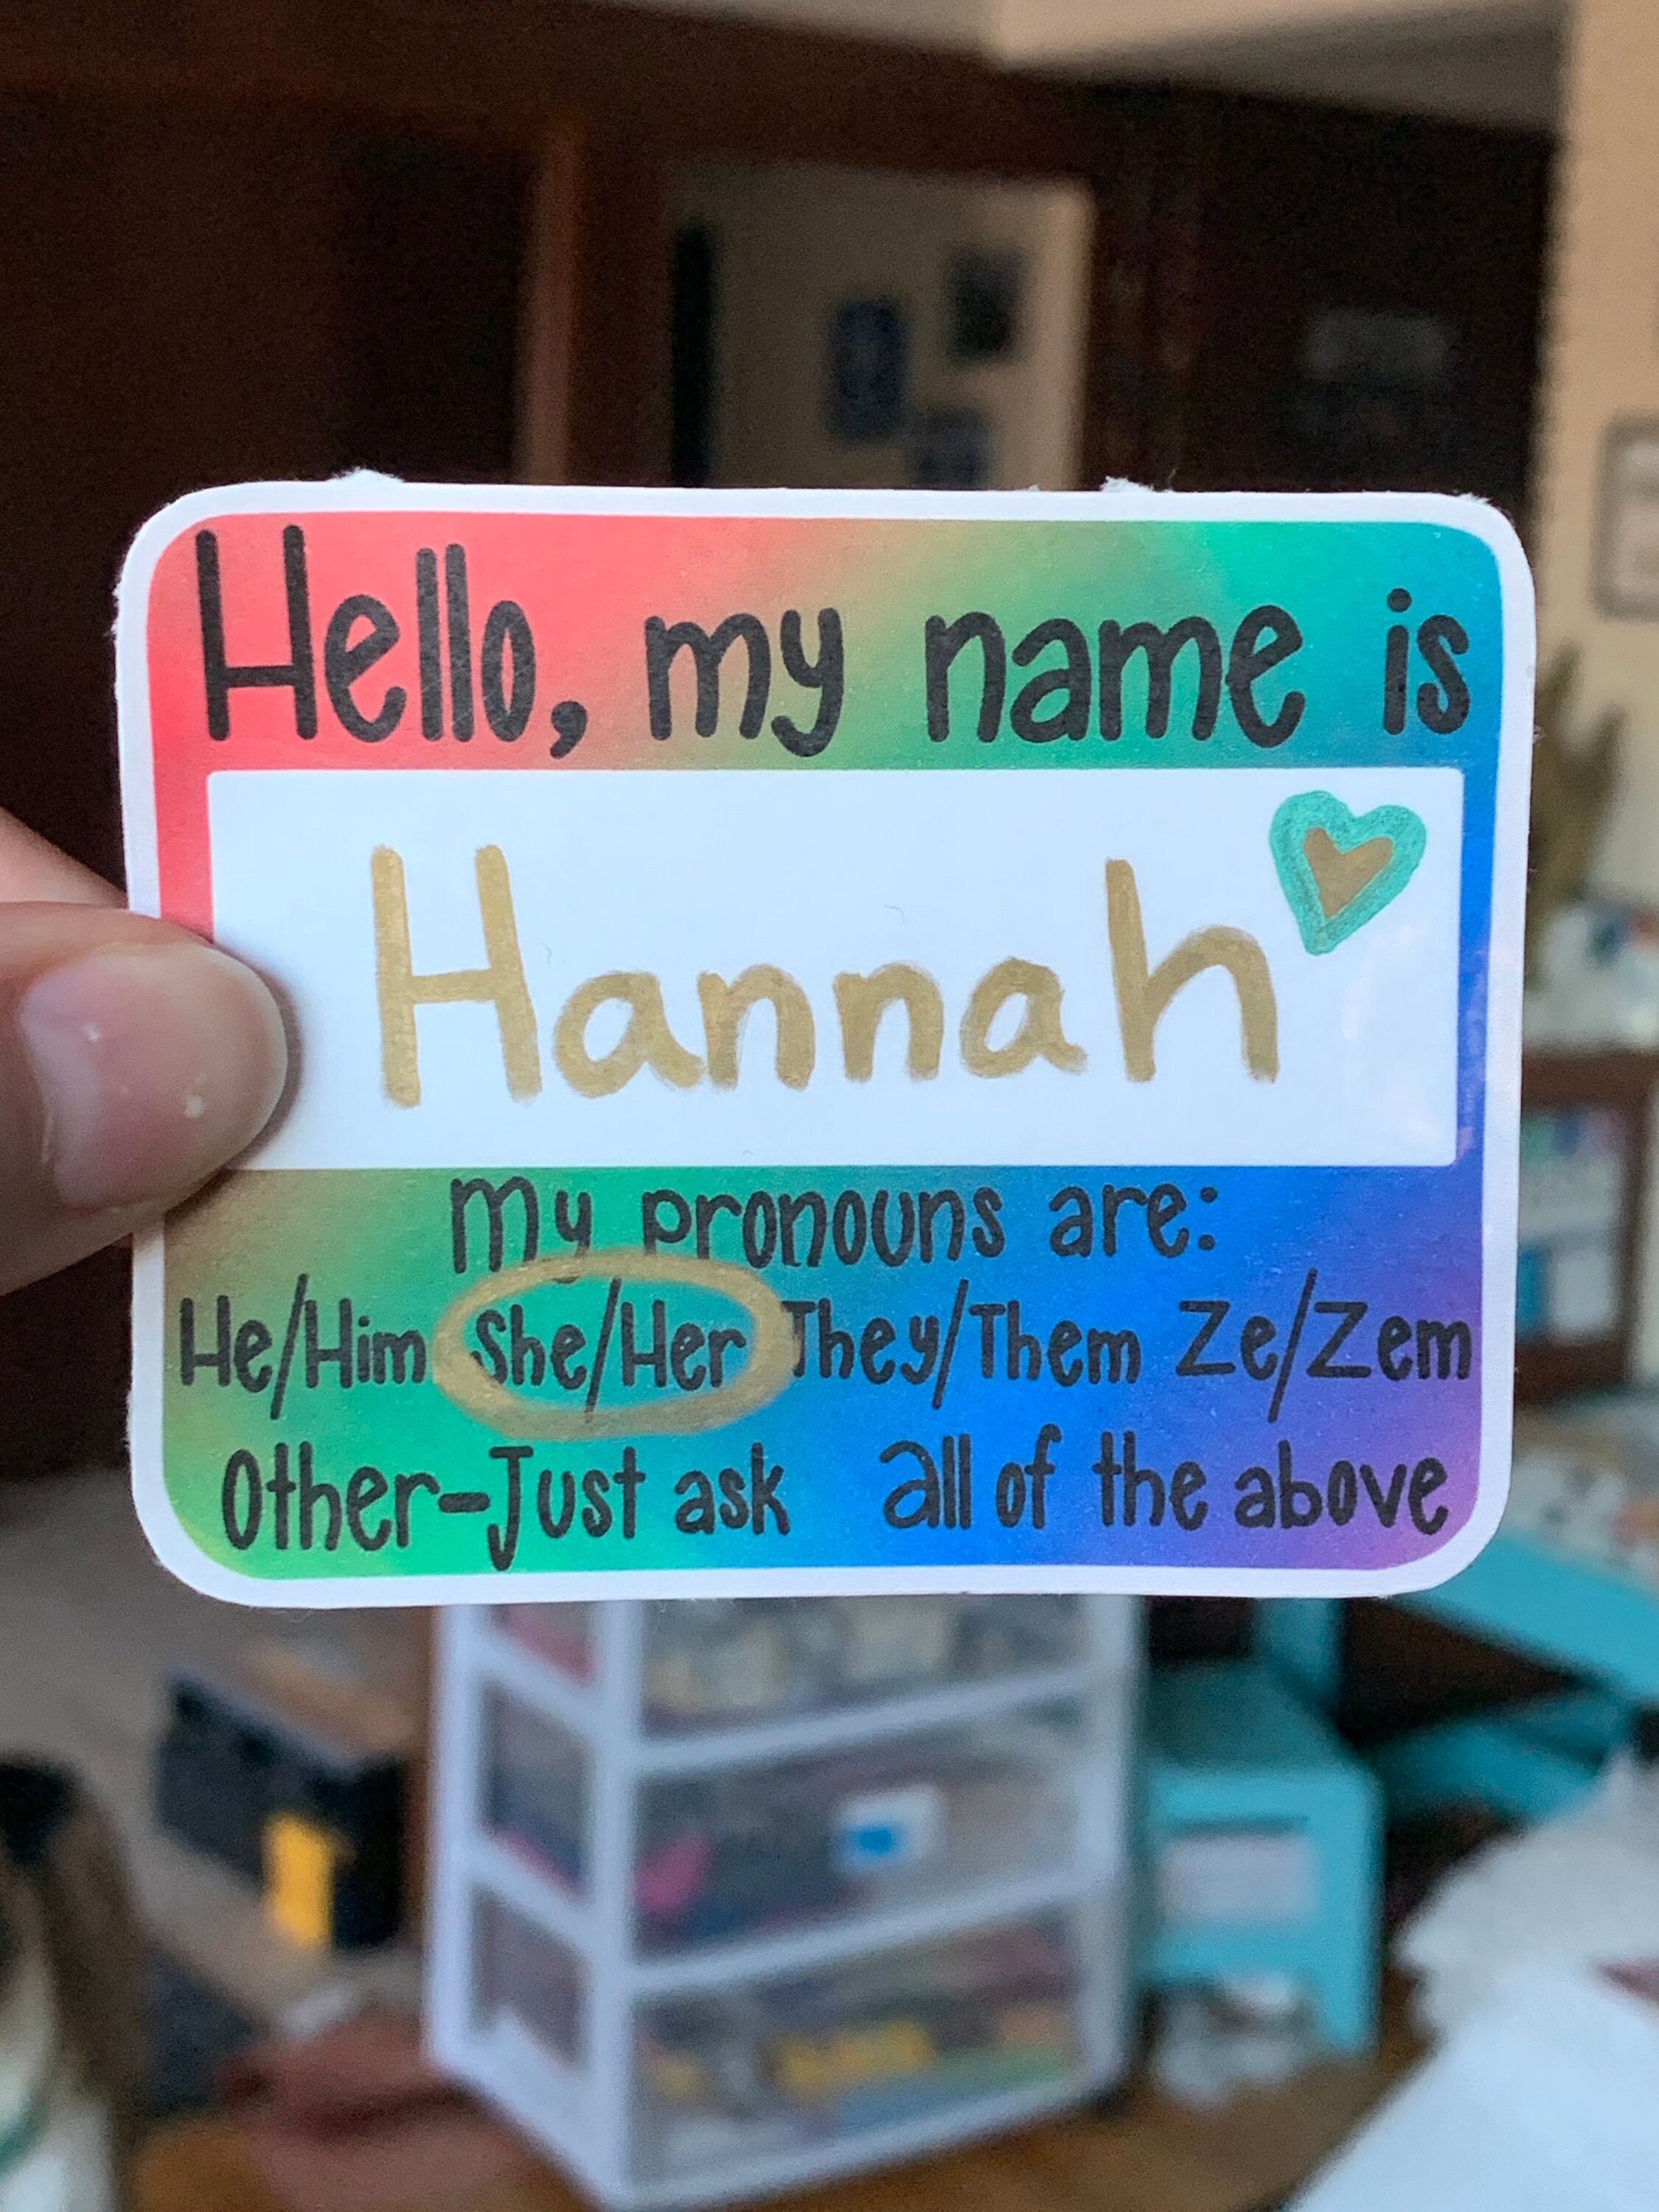 Hello, my name is
Hannah
My pronouns are:
He/Him She/Her They/Them Ze/Zem
Other-Just ask all of the above